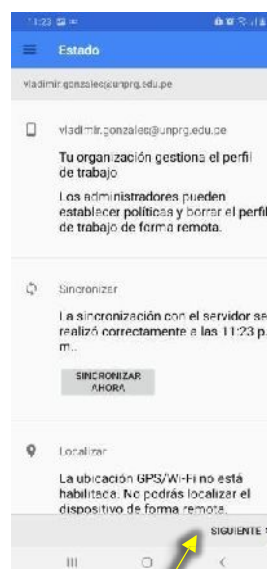 11:23
Estado
vladimir.gonzales@unprg.edu.pe
vladimir.gonzales@unprg.edu.pe
Tu organización gestiona el perfil
de trabajo
Los administradores pueden
establecer políticas y borrar el perfil
de trabajo de forma remota.
Sincronizar
La sincronización con el servidor se
realizó correctamente a las 11:23 p.
m..
SINCRONIZAR
AHORA
Localizar
La ubicación GPS/Wi-Fi no está
habilitada. No podrás localizar el
dispositivo de forma remota.
SIGUIENTE